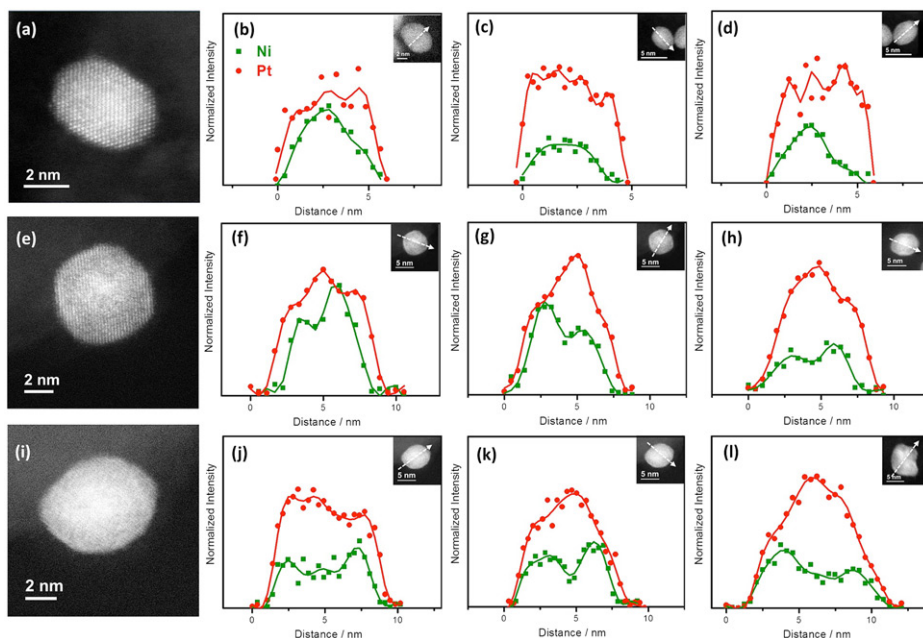 (a)
2 nm
(b)
Ni
Pt
2 nm
Normalized Intensity
0
5
Distance / nm
(c)
5 nm
Normalized Intensity
0
5
Distance / nm
(d)
5 nm
Normalized Intensity
0
5
Distance / nm
(e)
2 nm
(f)
5 nm
Normalized Intensity
0
5
10
Distance / nm
(g)
5 nm
Normalized Intensity
0
5
10
Distance / nm
(h)
5 nm
Normalized Intensity
0
5
10
Distance / nm
(i)
2 nm
(j)
5 nm
Normalized Intensity
0
5
10
Distance / nm
(k)
5 nm
Normalized Intensity
0
5
10
Distance / nm
(l)
5 nm
Normalized Intensity
0
5
10
Distance / nm